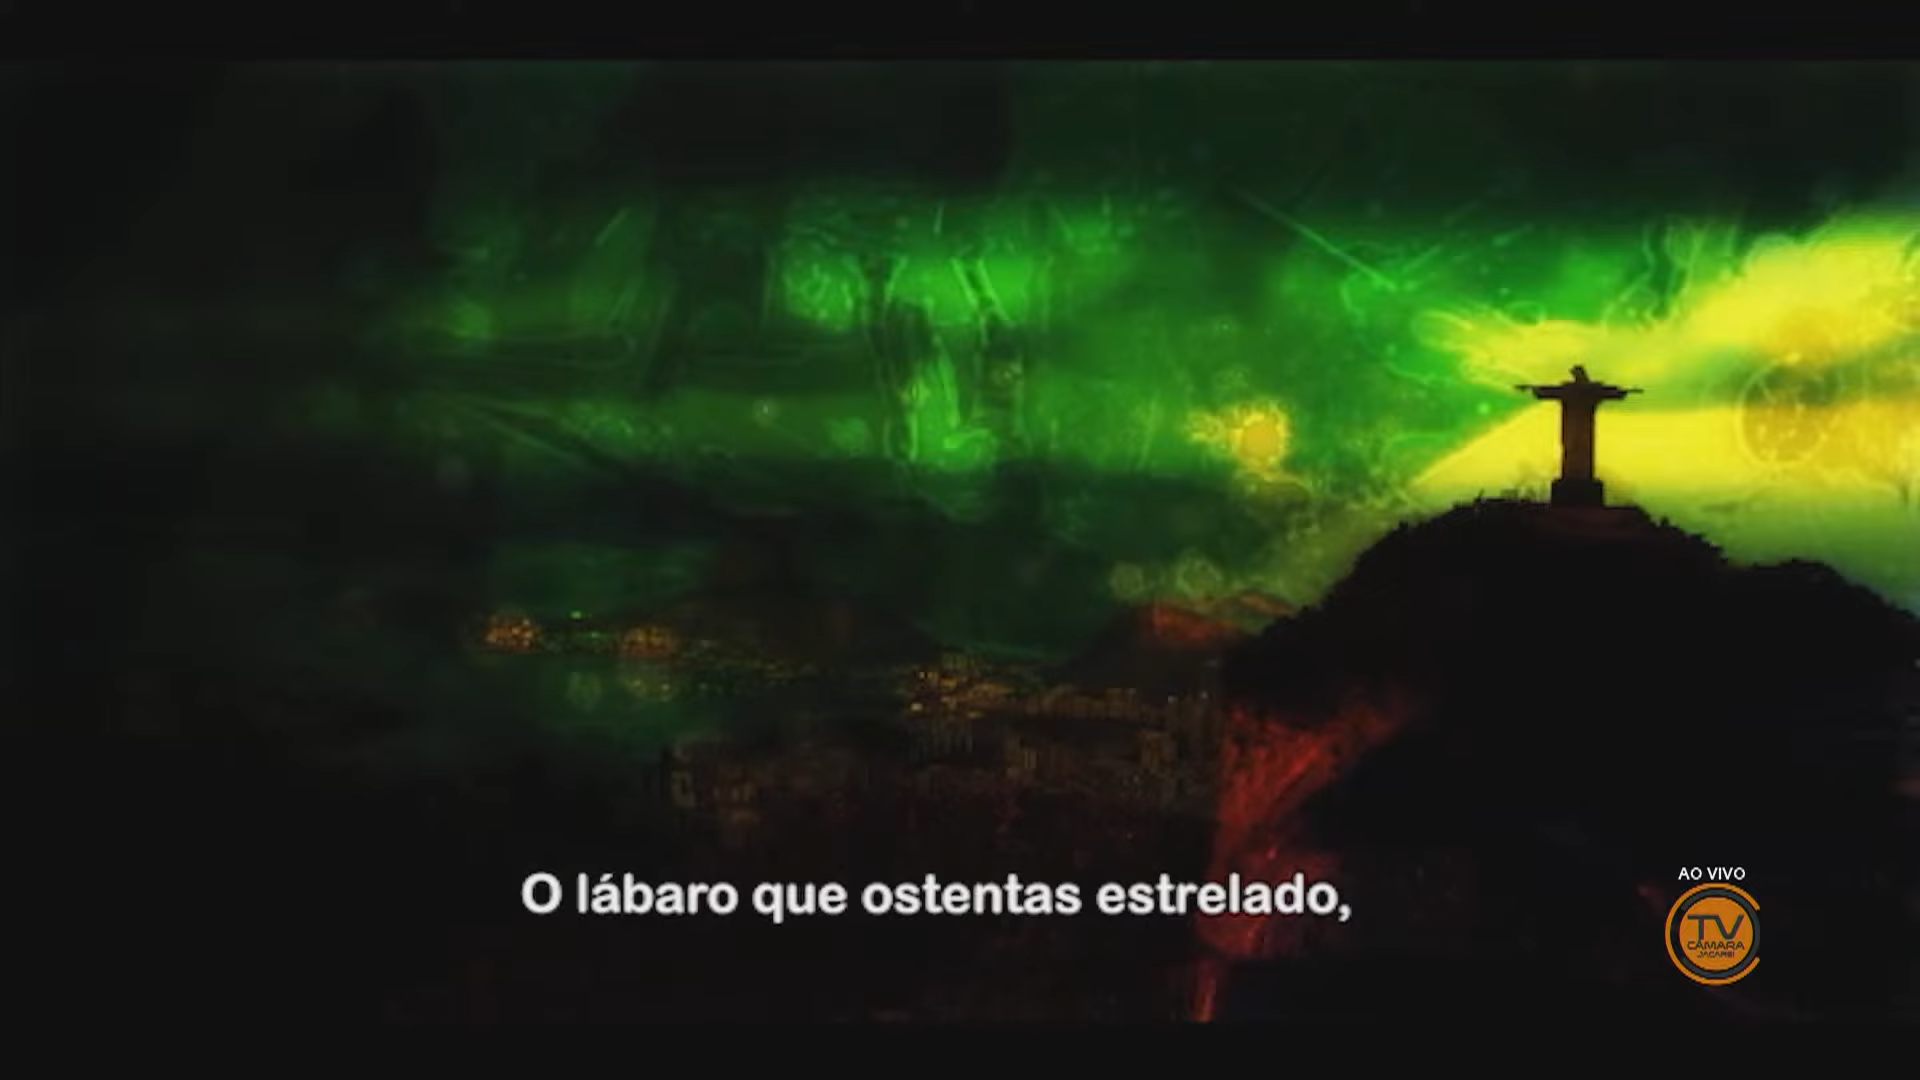 O lábaro que ostentas estrelado,
AO VIVO
TV
CÂMARA
JACAREÍ